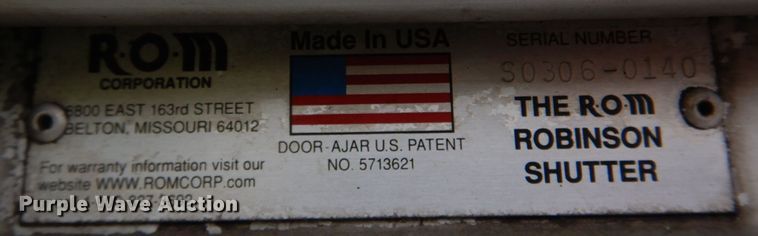 R·O·M
CORPORATION
6800 EAST 163rd STREET
BELTON, MISSOURI 64012
For warranty information visit our
website WWW.ROMCORP.com
Made In USA
DOOR-AJAR U.S. PATENT
NO. 5713621
SERIAL NUMBER
S0306-0140
THE R·O·M
ROBINSON
SHUTTER
Purple Wave Auction